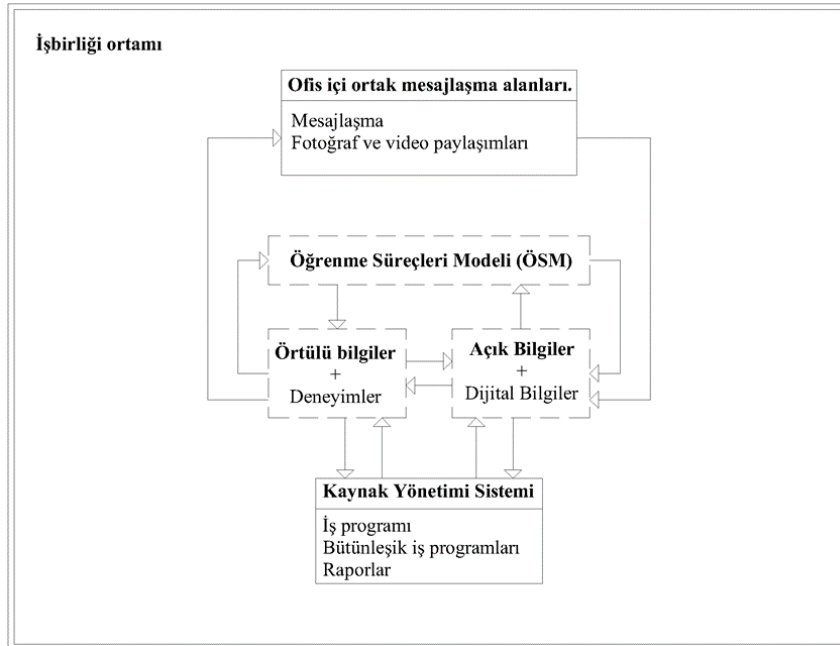 İşbirliği ortamı
Ofis içi ortak mesajlaşma alanları.
Mesajlaşma
Fotoğraf ve video paylaşımları
Öğrenme Süreçleri Modeli (ÖSM)
Örtülü bilgiler
+
Deneyimler
Açık Bilgiler
+
Dijital Bilgiler
Kaynak Yönetimi Sistemi
İş programı
Bütünleşik iş programları
Raporlar